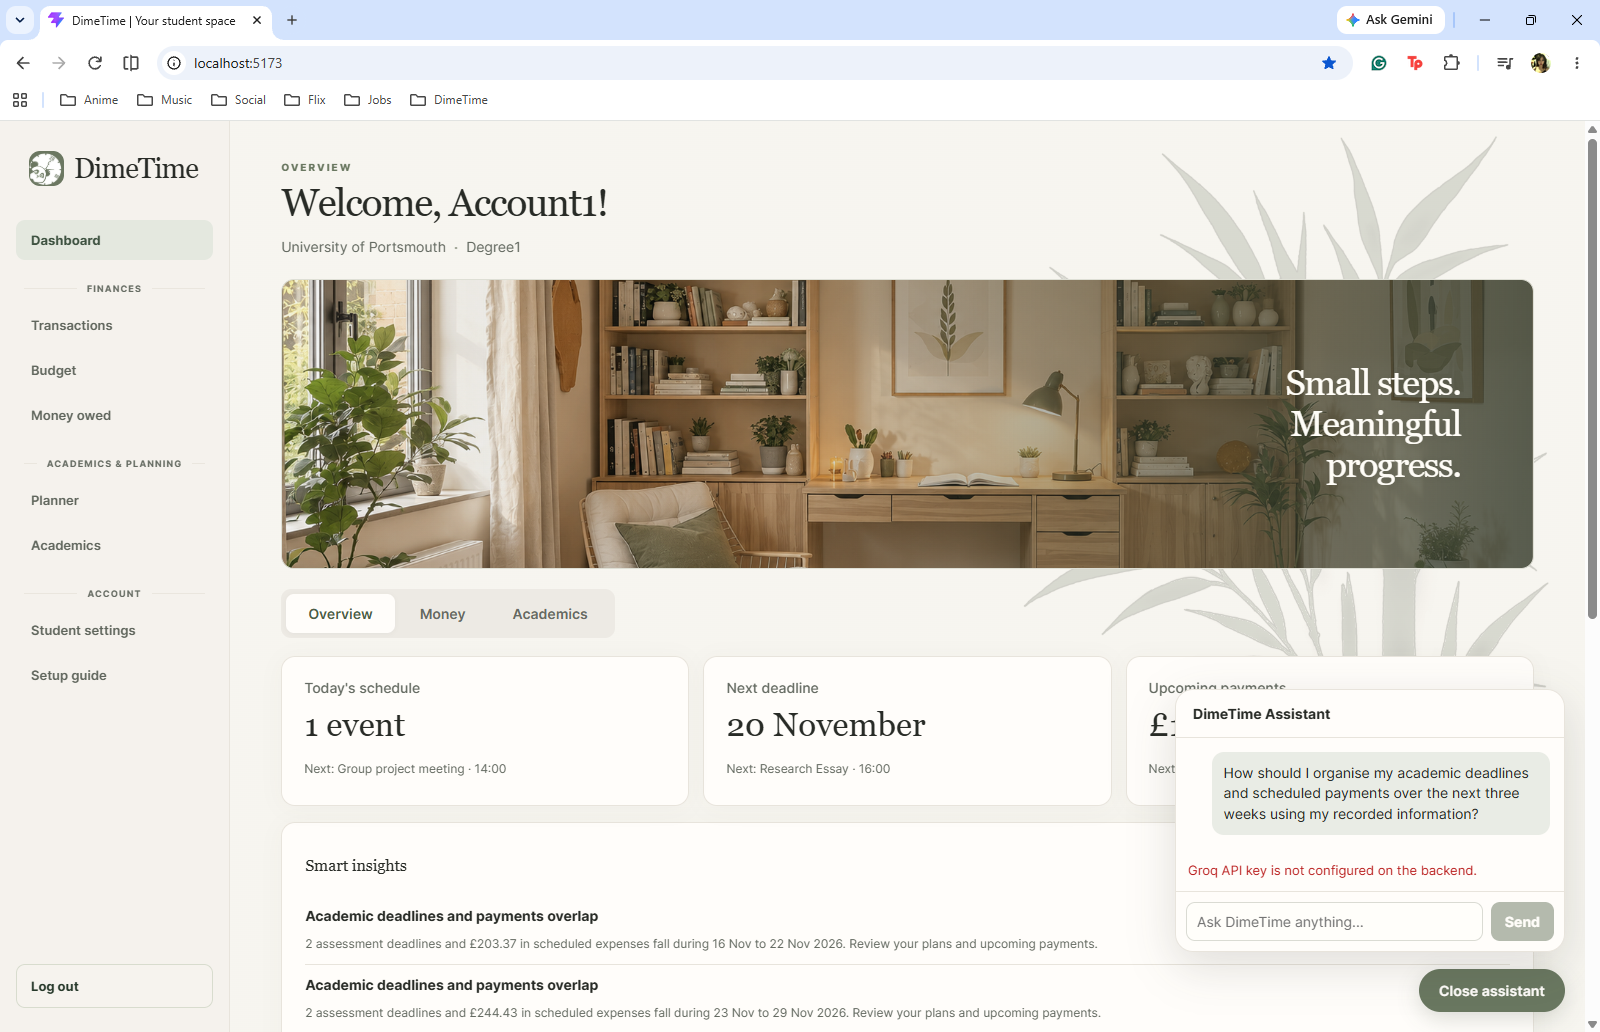 DimeTime | Your student space
Ask Gemini
localhost:5173
Anime
Music
Social
Flix
Jobs
DimeTime
DimeTime
Dashboard
FINANCES
Transactions
Budget
Money owed
ACADEMICS & PLANNING
Planner
Academics
ACCOUNT
Student settings
Setup guide
Log out
OVERVIEW
Welcome, Account1!
University of Portsmouth · Degree1
Small steps.
Meaningful
progress.
Overview
Money
Academics
Today's schedule
1 event
Next: Group project meeting · 14:00
Next deadline
20 November
Next: Research Essay · 16:00
Upcoming payments
Next
Smart insights
Academic deadlines and payments overlap
2 assessment deadlines and £203.37 in scheduled expenses fall during 16 Nov to 22 Nov 2026. Review your plans and upcoming payments.
Academic deadlines and payments overlap
2 assessment deadlines and £244.43 in scheduled expenses fall during 23 Nov to 29 Nov 2026. Review your plans and upcoming payments.
DimeTime Assistant
How should I organise my academic deadlines
and scheduled payments over the next three
weeks using my recorded information?
Groq API key is not configured on the backend.
Ask DimeTime anything...
Send
Close assistant